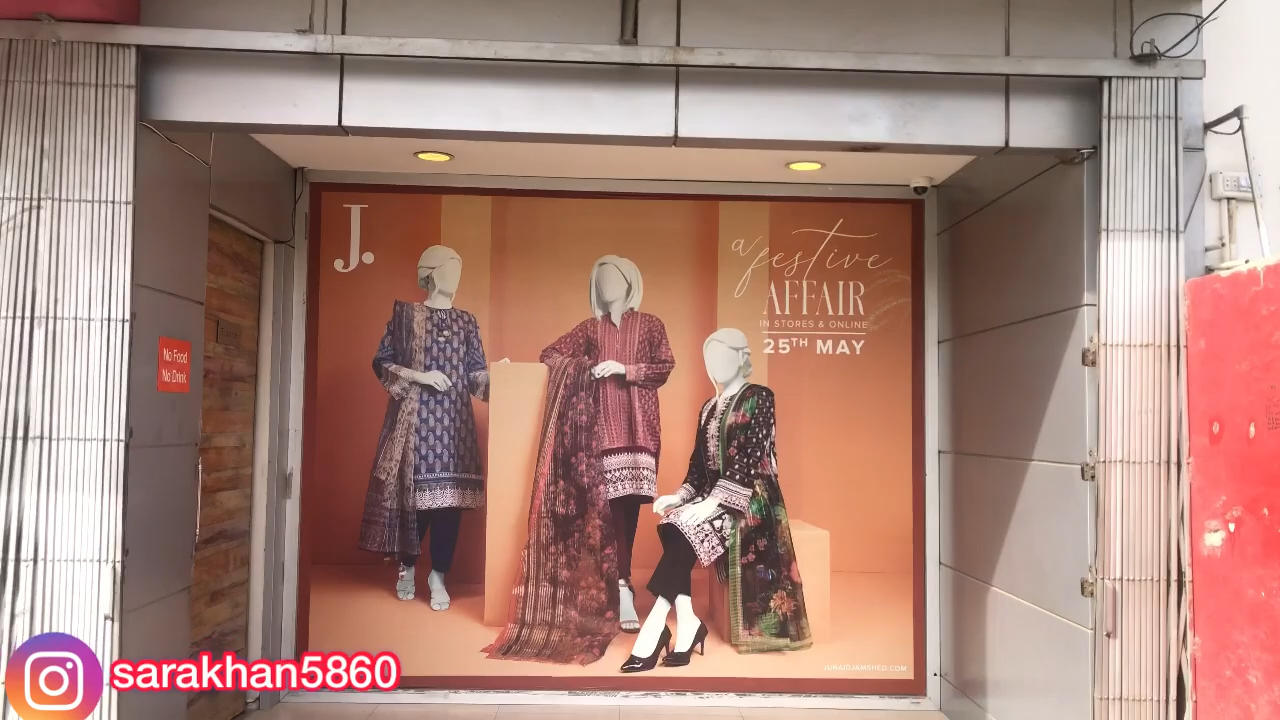 J.
a festive
AFFAIR
IN STORES & ONLINE
25TH MAY
No Food
No Drink
JUNAIDJAMSHED.COM
sarakhan5860